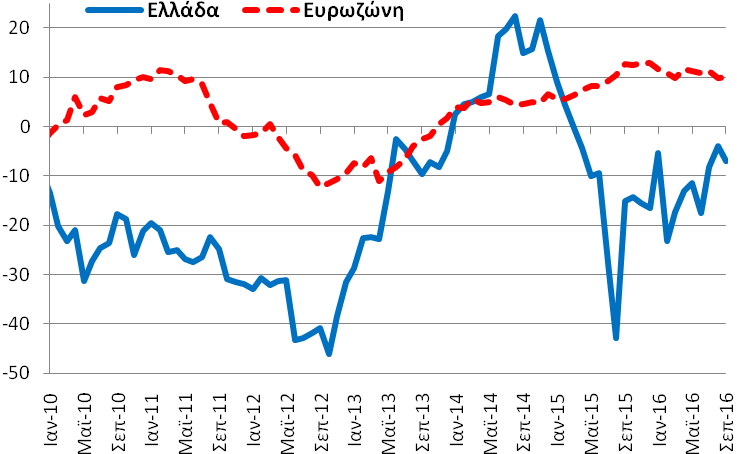 Ελλάδα Ευρωζώνη
20
10
0
-10
-20
-30
-40
-50
Ιαν-10
Μαϊ-10
Σεπ-10
Ιαν-11
Μαϊ-11
Σεπ-11
Ιαν-12
Μαϊ-12
Σεπ-12
Ιαν-13
Μαϊ-13
Σεπ-13
Ιαν-14
Μαϊ-14
Σεπ-14
Ιαν-15
Μαϊ-15
Σεπ-15
Ιαν-16
Μαϊ-16
Σεπ-16